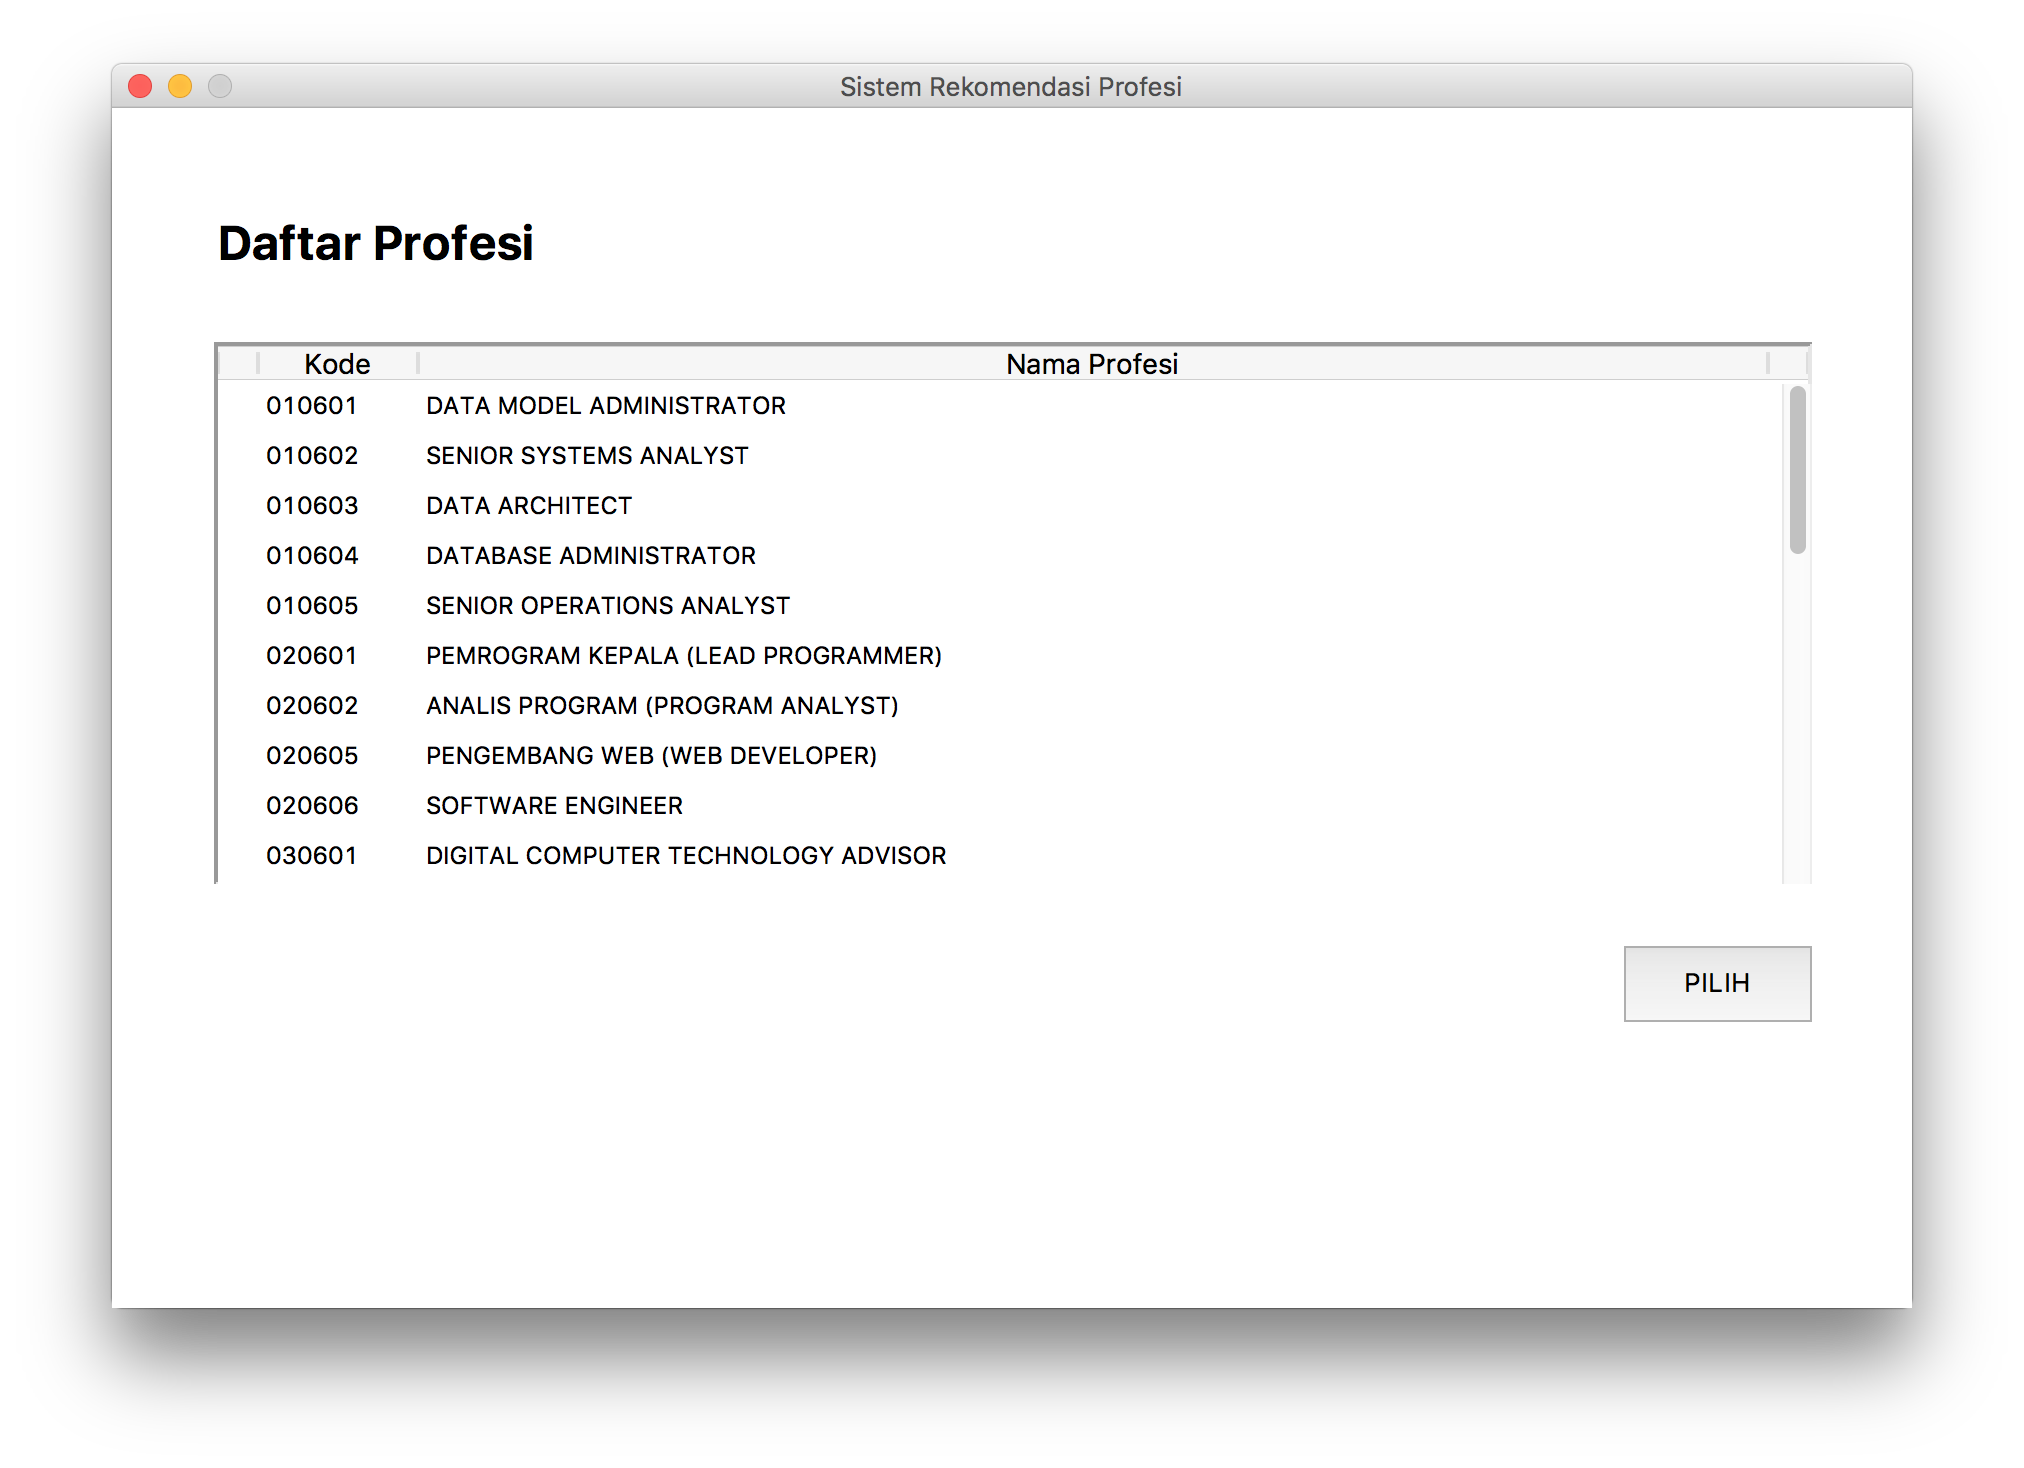 Sistem Rekomendasi Profesi
Daftar Profesi
Kode Nama Profesi
010601 DATA MODEL ADMINISTRATOR
010602 SENIOR SYSTEMS ANALYST
010603 DATA ARCHITECT
010604 DATABASE ADMINISTRATOR
010605 SENIOR OPERATIONS ANALYST
020601 PEMROGRAM KEPALA (LEAD PROGRAMMER)
020602 ANALIS PROGRAM (PROGRAM ANALYST)
020605 PENGEMBANG WEB (WEB DEVELOPER)
020606 SOFTWARE ENGINEER
030601 DIGITAL COMPUTER TECHNOLOGY ADVISOR
PILIH